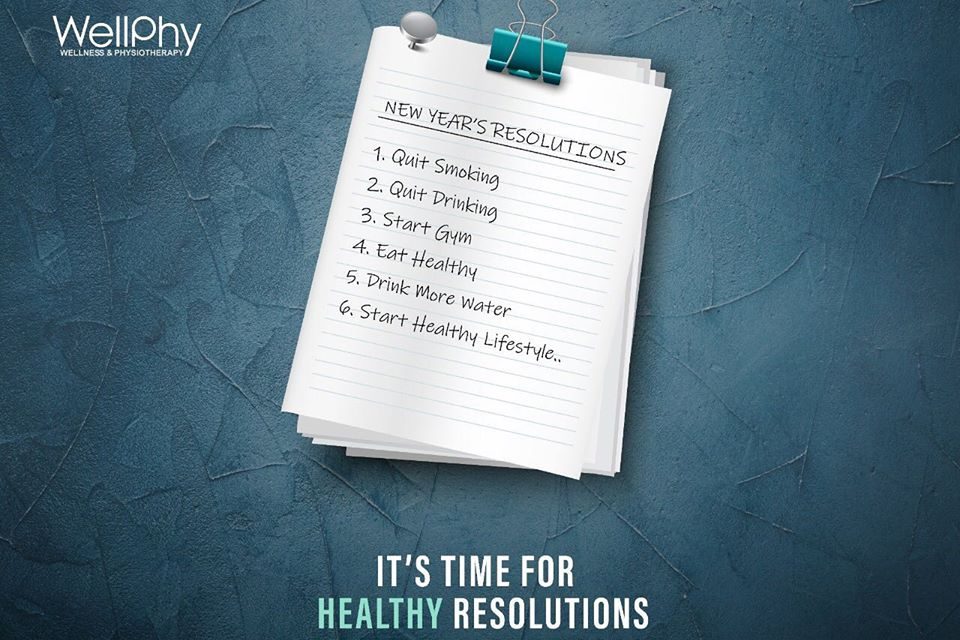 WellPhy
WELLNESS & PHYSIOTHERAPY
NEW YEAR'S RESOLUTIONS
1. Quit Smoking
2. Quit Drinking
3. Start Gym
4. Eat Healthy
5. Drink More Water
6. Start Healthy Lifestyle..
IT'S TIME FOR
HEALTHY RESOLUTIONS